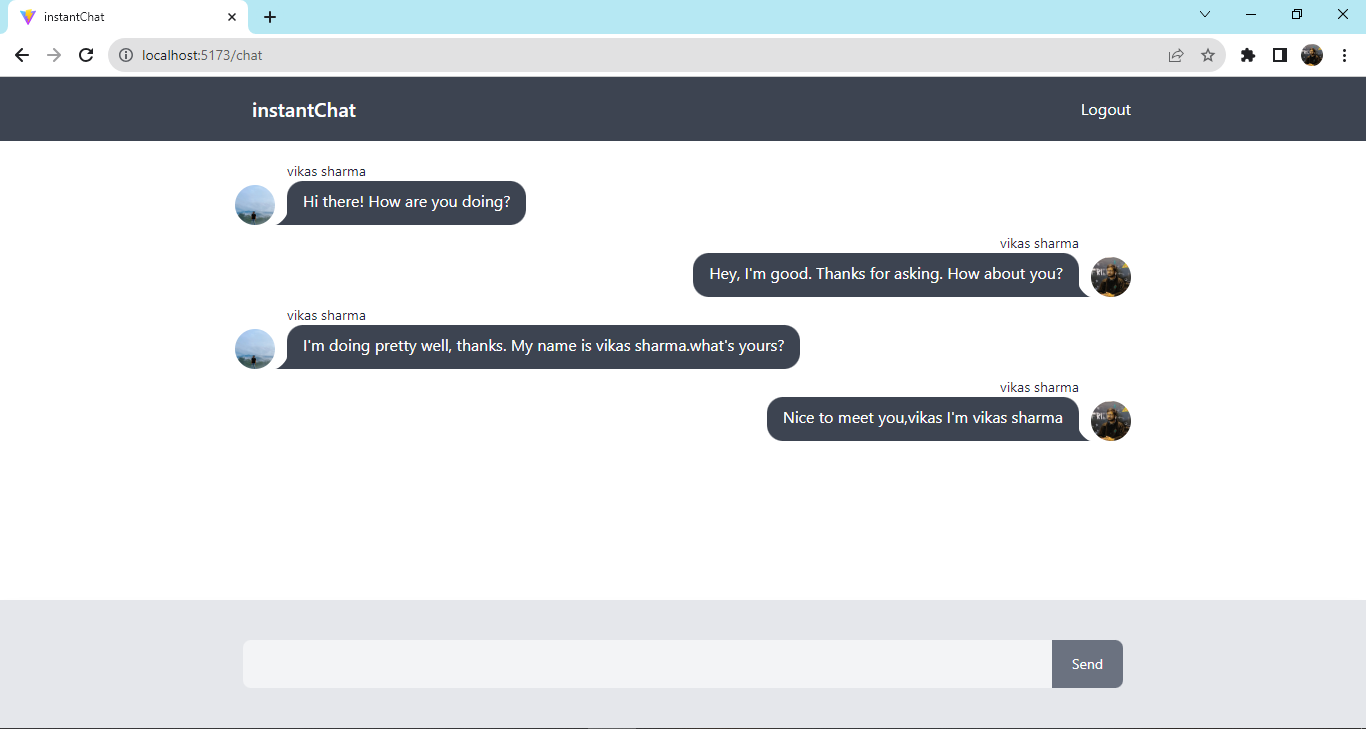 instantChat
localhost:5173/chat
instantChat
Logout
vikas sharma
Hi there! How are you doing?
vikas sharma
Hey, I'm good. Thanks for asking. How about you?
vikas sharma
I'm doing pretty well, thanks. My name is vikas sharma.what's yours?
vikas sharma
Nice to meet you,vikas I'm vikas sharma
Send